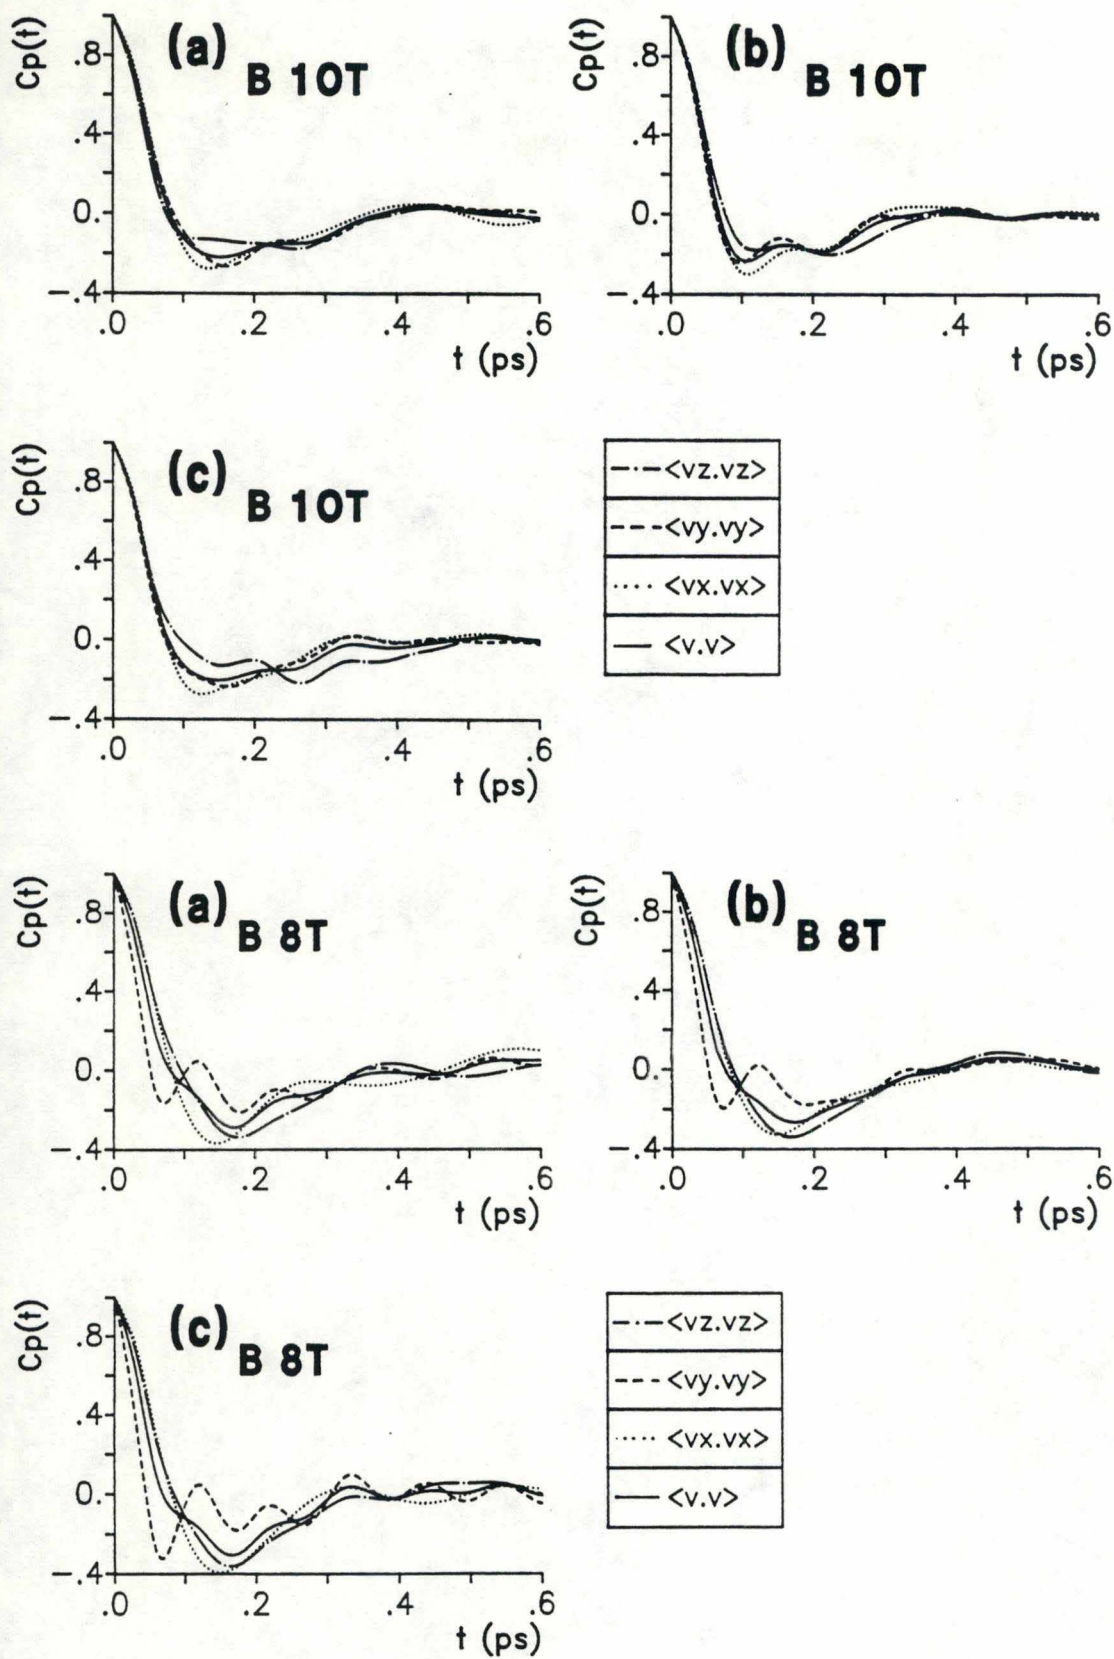 Cp(t)
(a)
B 10T
.8
.4
0.
-.4
.0
.2
.4
.6
t (ps)
Cp(t)
(b)
B 10T
.8
.4
0.
-.4
.0
.2
.4
.6
t (ps)
Cp(t)
(c)
B 10T
.8
.4
0.
-.4
.0
.2
.4
.6
t (ps)
<vz.vz>
<vy.vy>
<vx.vx>
<v.v>
Cp(t)
(a)
B 8T
.8
.4
0.
-.4
.0
.2
.4
.6
t (ps)
Cp(t)
(b)
B 8T
.8
.4
0.
-.4
.0
.2
.4
.6
t (ps)
Cp(t)
(c)
B 8T
.8
.4
0.
-.4
.0
.2
.4
.6
t (ps)
<vz.vz>
<vy.vy>
<vx.vx>
<v.v>